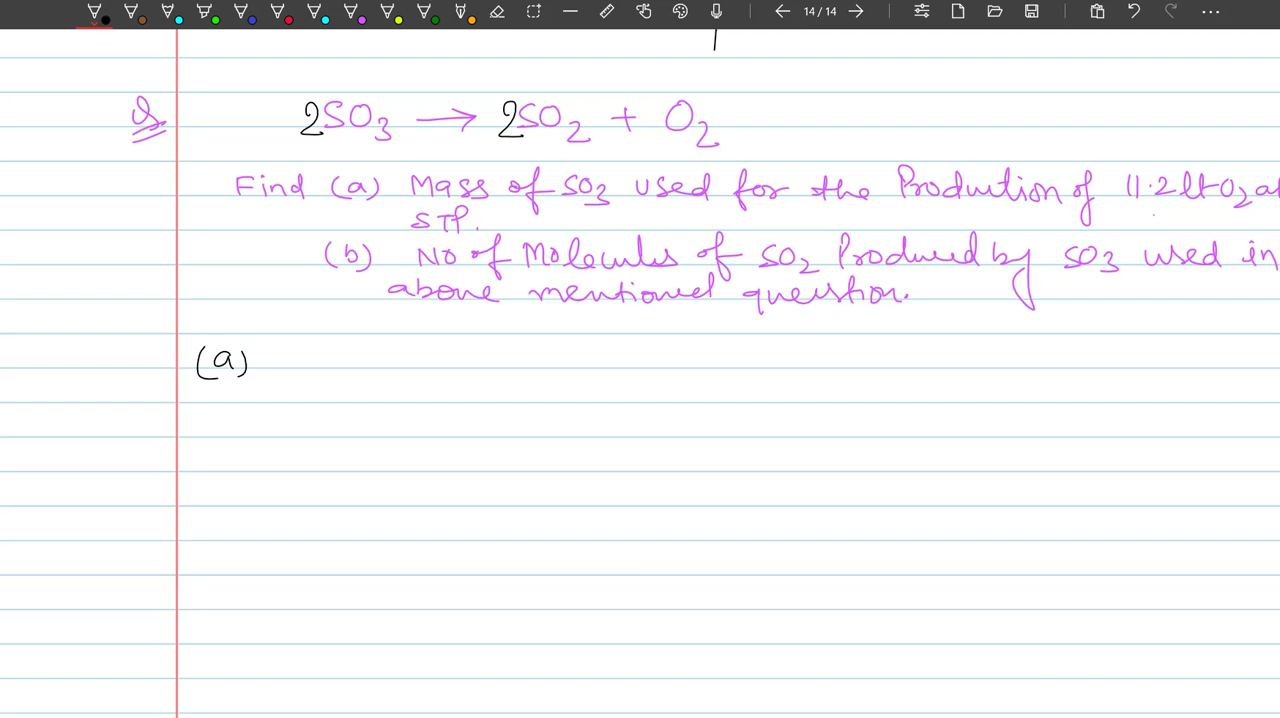 14/14
Q 2SO₃ → 2SO₂ + O₂
Find (a) Mass of SO₃ used for the Production of 11.2 lt O₂ at
STP.
(b) No of Molecules of SO₂ Produced by SO₃ used in
above mentioned question.
(a)